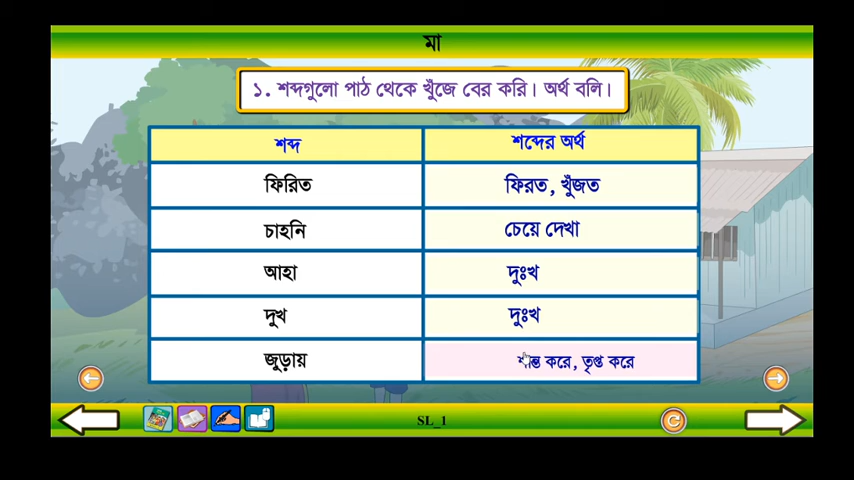 মা
১. শব্দগুলো পাঠ থেকে খুঁজে বের করি। অর্থ বলি।
শব্দ শব্দের অর্থ
ফিরিত ফিরত, খুঁজত
চাহনি চেয়ে দেখা
আহা দুঃখ
দুখ দুঃখ
জুড়ায় শান্ত করে, তৃপ্ত করে
SL_1